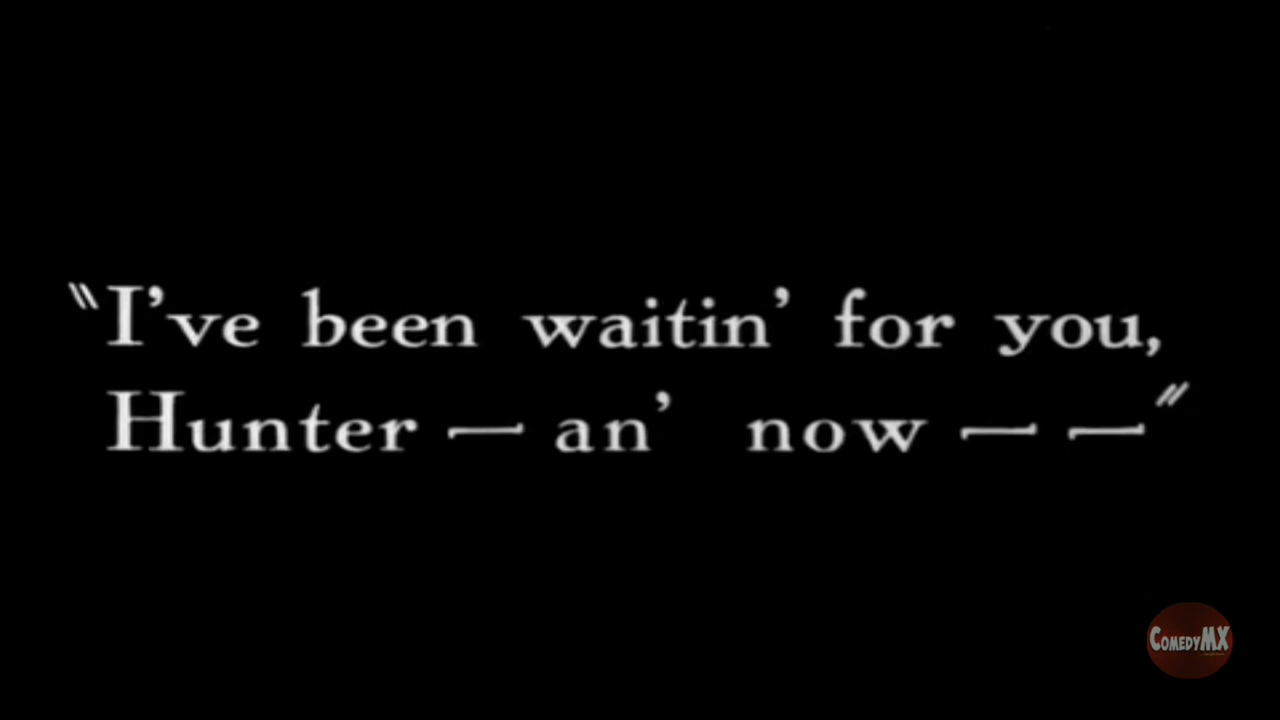 "I've been waitin' for you,
Hunter — an' now — —"
COMEDYMX